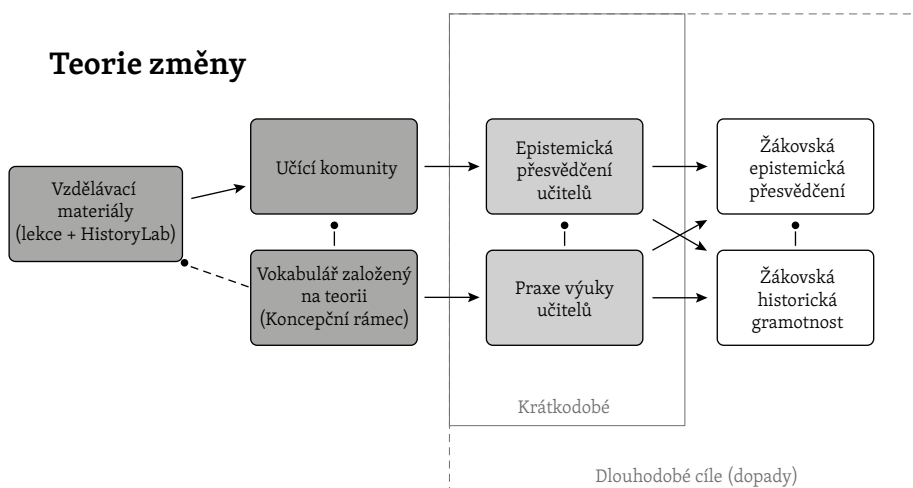 Teorie změny
Vzdělávací
materiály
(lekce + HistoryLab)
Učící komunity
Vokabulář založený
na teorii
(Koncepční rámec)
Epistemická
přesvědčení
učitelů
Praxe výuky
učitelů
Žákovská
epistemická
přesvědčení
Žákovská
historická
gramotnost
Krátkodobé
Dlouhodobé cíle (dopady)